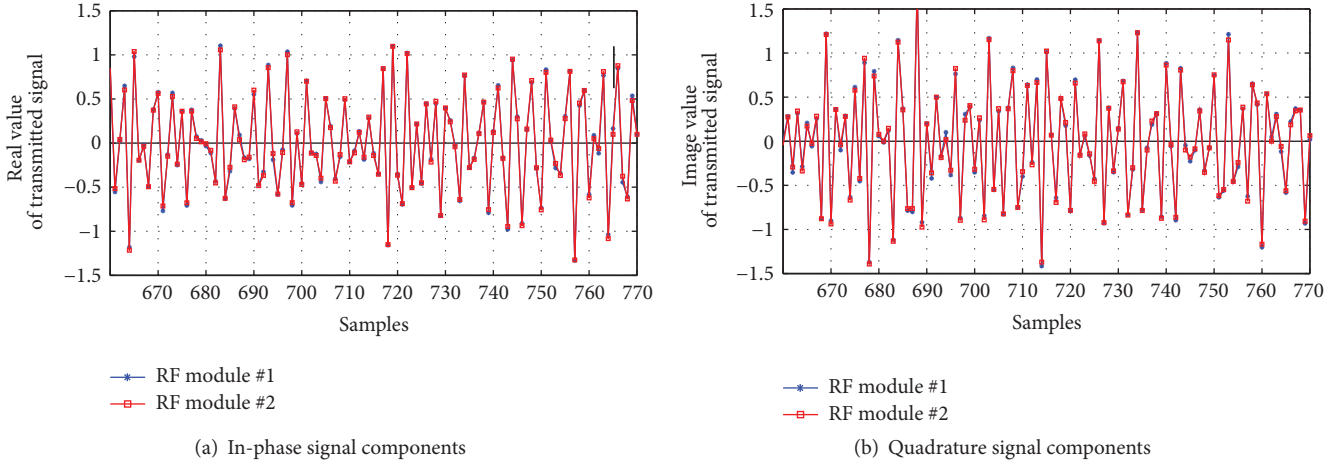 1.5
1
0.5
0
−0.5
−1
−1.5
Real value
of transmitted signal
670 680 690 700 710 720 730 740 750 760 770
Samples
RF module #1
RF module #2
(a) In-phase signal components
1.5
1
0.5
0
−0.5
−1
−1.5
Image value
of transmitted signal
670 680 690 700 710 720 730 740 750 760 770
Samples
RF module #1
RF module #2
(b) Quadrature signal components